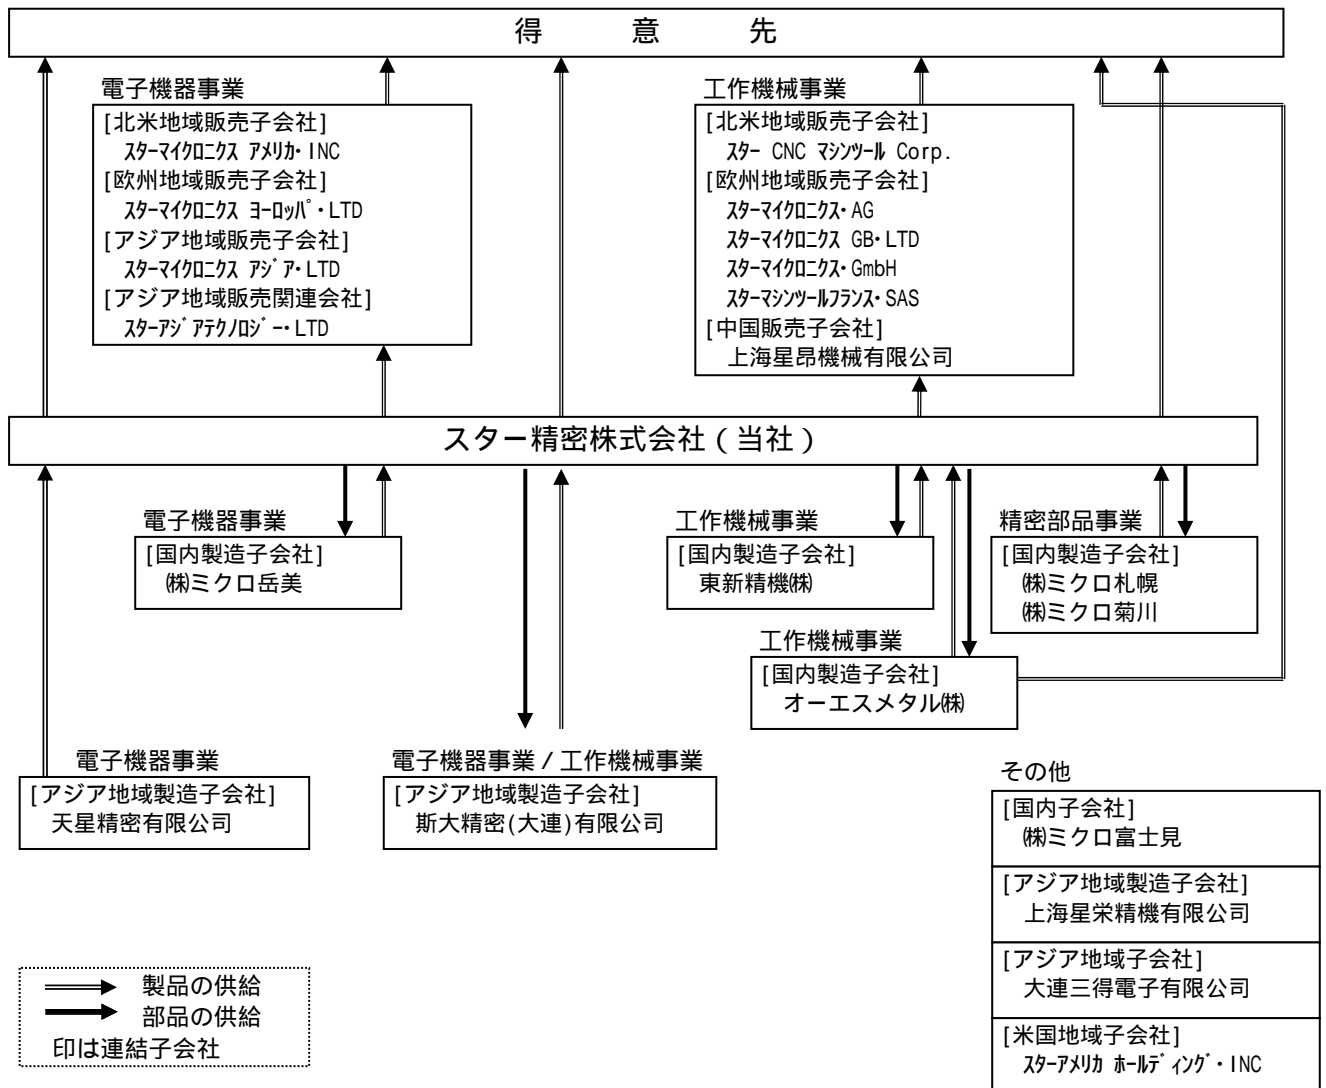 得 意 先
電子機器事業
[北米地域販売子会社]
ｽﾀｰﾏｲｸﾛﾆｸｽ ｱﾒﾘｶ･INC
[欧州地域販売子会社]
ｽﾀｰﾏｲｸﾛﾆｸｽ ﾖｰﾛｯﾊﾟ･LTD
[アジア地域販売子会社]
ｽﾀｰﾏｲｸﾛﾆｸｽ ｱｼﾞｱ･LTD
[アジア地域販売関連会社]
ｽﾀｰｱｼﾞｱﾃｸﾉﾛｼﾞｰ･LTD
工作機械事業
[北米地域販売子会社]
ｽﾀｰ CNC ﾏｼﾝﾂｰﾙ Corp.
[欧州地域販売子会社]
ｽﾀｰﾏｲｸﾛﾆｸｽ･AG
ｽﾀｰﾏｲｸﾛﾆｸｽ GB･LTD
ｽﾀｰﾏｲｸﾛﾆｸｽ･GmbH
ｽﾀｰﾏｼﾝﾂｰﾙﾌﾗﾝｽ･SAS
[中国販売子会社]
上海星昂機械有限公司
スター精密株式会社(当社)
電子機器事業
[国内製造子会社]
㈱ミクロ岳美
工作機械事業
[国内製造子会社]
東新精機㈱
精密部品事業
[国内製造子会社]
㈱ミクロ札幌
㈱ミクロ菊川
工作機械事業
[国内製造子会社]
オーエスメタル㈱
電子機器事業
[アジア地域製造子会社]
天星精密有限公司
電子機器事業/工作機械事業
[アジア地域製造子会社]
斯大精密(大連)有限公司
その他
[国内子会社]
㈱ミクロ富士見
[アジア地域製造子会社]
上海星栄精機有限公司
[アジア地域子会社]
大連三得電子有限公司
[米国地域子会社]
ｽﾀｰｱﾒﾘｶ ﾎｰﾙﾃﾞｨﾝｸﾞ･INC
製品の供給
部品の供給
印は連結子会社